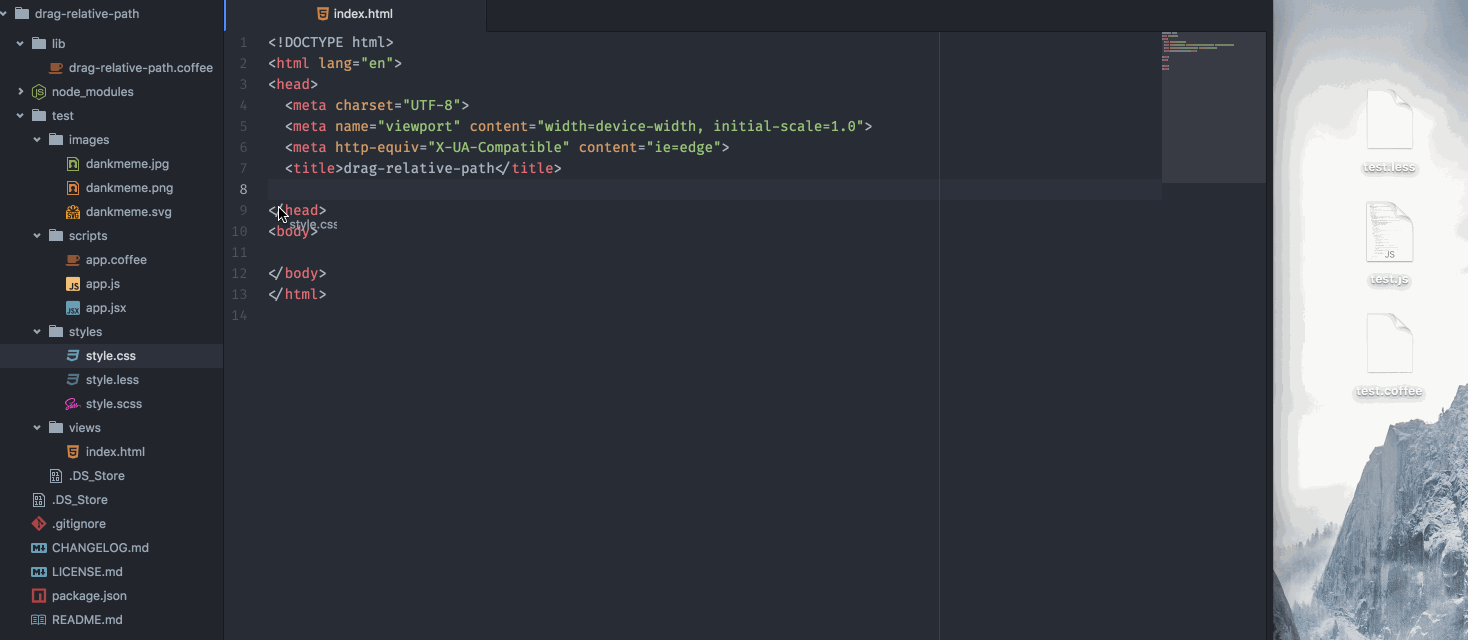 drag-relative-path
lib
drag-relative-path.coffee
node_modules
test
images
dankmeme.jpg
dankmeme.png
dankmeme.svg
scripts
app.coffee
JS app.js
JSX app.jsx
styles
style.css
style.less
style.scss
views
index.html
.DS_Store
.DS_Store
.gitignore
CHANGELOG.md
LICENSE.md
package.json
README.md
index.html
1 <!DOCTYPE html>
2 <html lang="en">
3 <head>
4   <meta charset="UTF-8">
5   <meta name="viewport" content="width=device-width, initial-scale=1.0">
6   <meta http-equiv="X-UA-Compatible" content="ie=edge">
7   <title>drag-relative-path</title>
8
9 </head>
style.css
10 <body>
11
12 </body>
13 </html>
14
test.less
JS
test.js
test.coffee